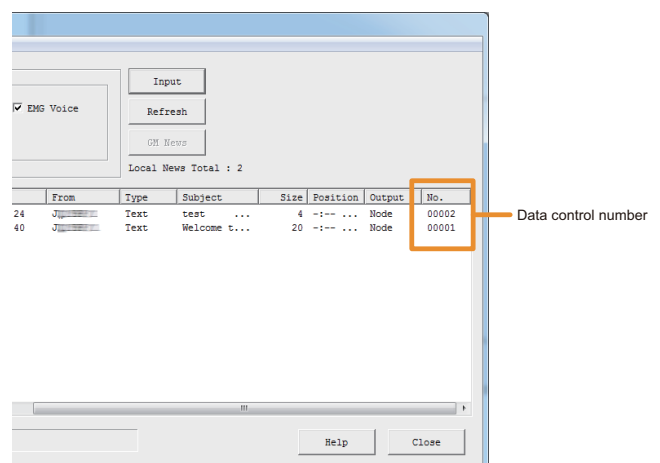 Input
EMG Voice
Refresh
GM News
Local News Total : 2
From Type Subject Size Position Output No.
24 Text test ... 4 -:-- ... Node 00002
40 Text Welcome t... 20 -:-- ... Node 00001
Data control number
Help Close